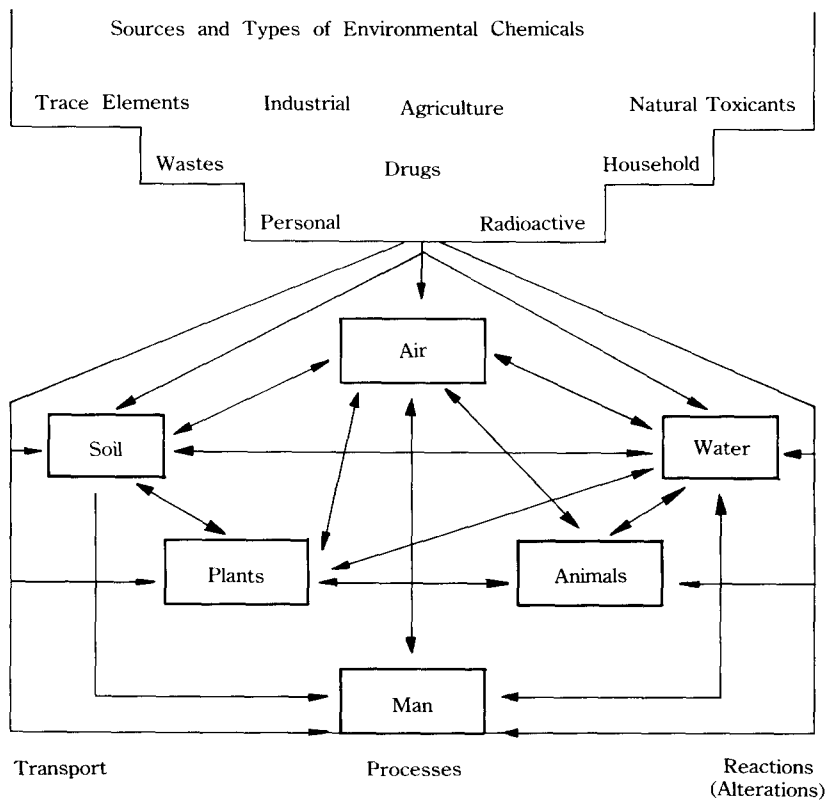 Sources and Types of Environmental Chemicals
Trace Elements
Industrial
Agriculture
Natural Toxicants
Wastes
Drugs
Household
Personal
Radioactive
Air
Soil
Water
Plants
Animals
Man
Transport
Processes
Reactions
(Alterations)